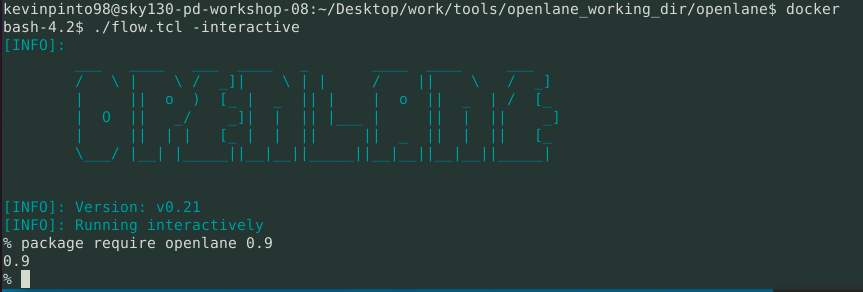 kevinpinto98@sky130-pd-workshop-08:~/Desktop/work/tools/openlane_working_dir/openlane$ docker
bash-4.2$ ./flow.tcl -interactive
[INFO]:
OPENLANE
[INFO]: Version: v0.21
[INFO]: Running interactively
% package require openlane 0.9
0.9
%